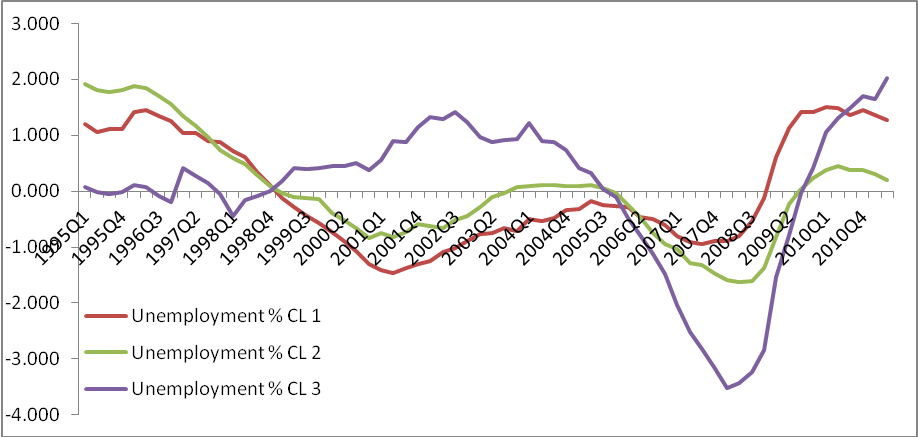 3.000
2.000
1.000
0.000
-1.000
-2.000
-3.000
-4.000
1995Q1
1995Q4
1996Q3
1997Q2
1998Q1
1998Q4
1999Q3
2000Q2
2001Q1
2001Q4
2002Q3
2003Q2
2004Q1
2004Q4
2005Q3
2006Q2
2007Q1
2007Q4
2008Q3
2009Q2
2010Q1
2010Q4
Unemployment % CL 1
Unemployment % CL 2
Unemployment % CL 3